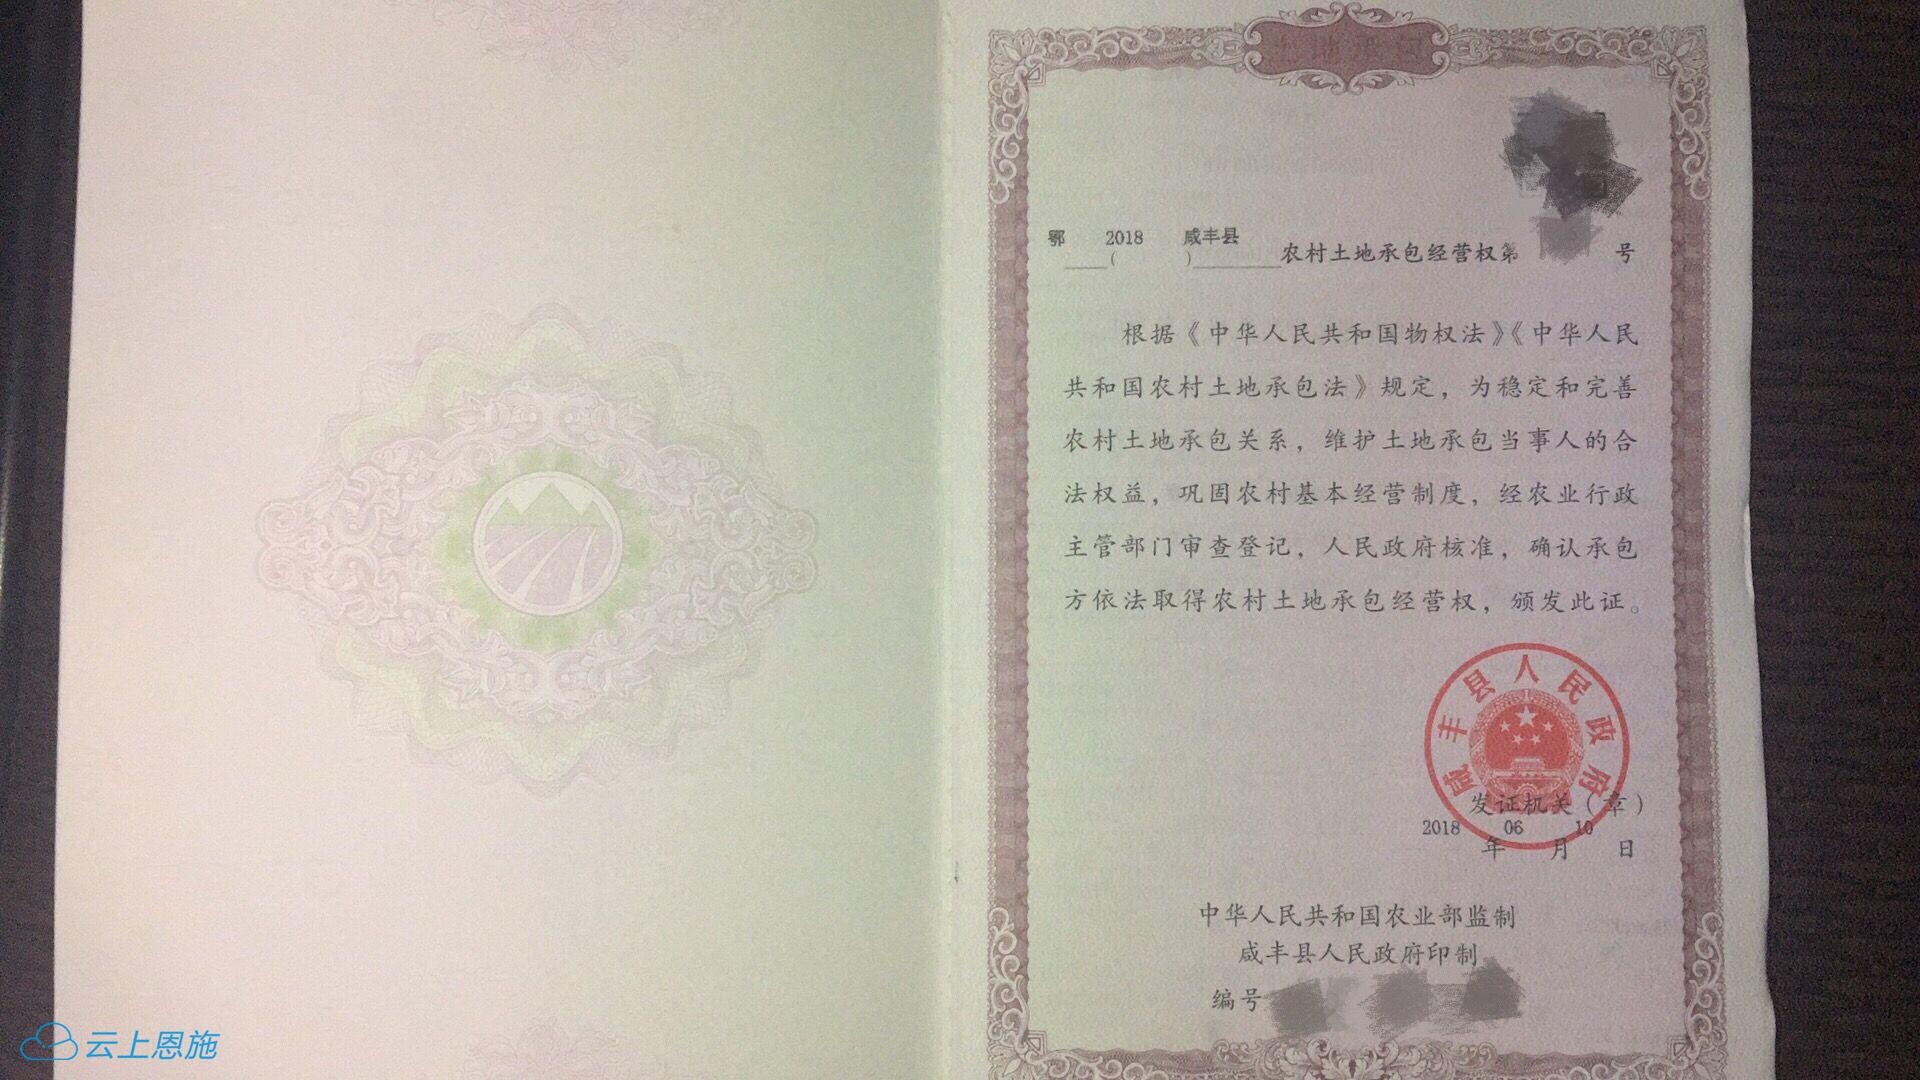 鄂 2018 咸丰县
( ) 农村土地承包经营权第 号
根据《中华人民共和国物权法》《中华人民
共和国农村土地承包法》规定，为稳定和完善
农村土地承包关系，维护土地承包当事人的合
法权益，巩固农村基本经营制度，经农业行政
主管部门审查登记，人民政府核准，确认承包
方依法取得农村土地承包经营权，颁发此证。
咸丰县人民政府
发证机关（章）
2018 06 10
年 月 日
中华人民共和国农业部监制
咸丰县人民政府印制
编号
云上恩施